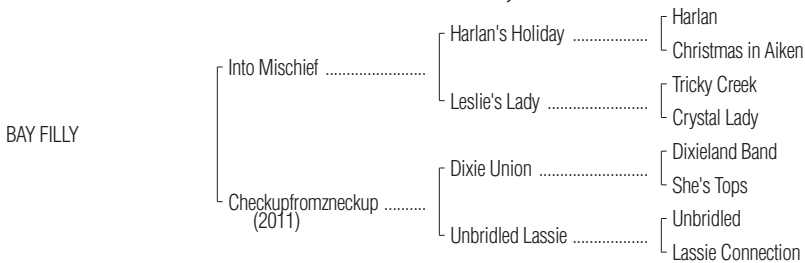 Harlan
Harlan's Holiday ..................
Christmas in Aiken
Into Mischief ........................
Tricky Creek
Leslie's Lady ........................
Crystal Lady
BAY FILLY
Dixieland Band
Dixie Union ..........................
She's Tops
Checkupfromzneckup ..........
(2011)
Unbridled
Unbridled Lassie ..................
Lassie Connection